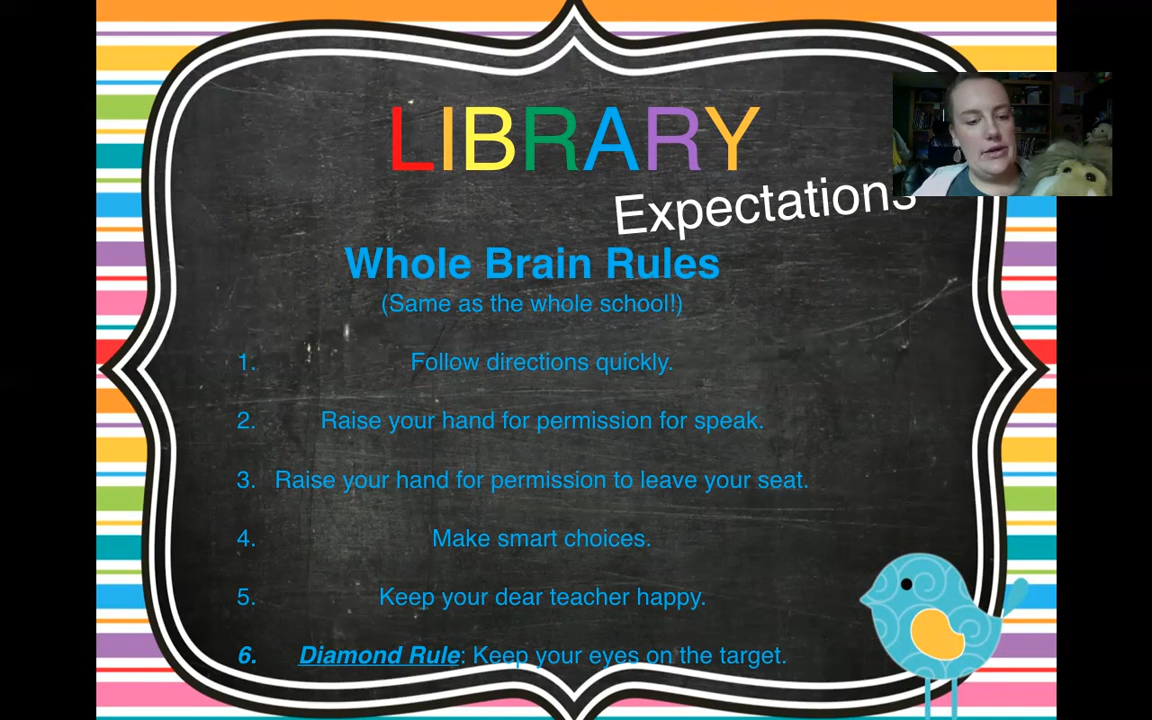 LIBRARY
Expectations
Whole Brain Rules
(Same as the whole school!)
1. Follow directions quickly.
2. Raise your hand for permission for speak.
3. Raise your hand for permission to leave your seat.
4. Make smart choices.
5. Keep your dear teacher happy.
6. Diamond Rule: Keep your eyes on the target.